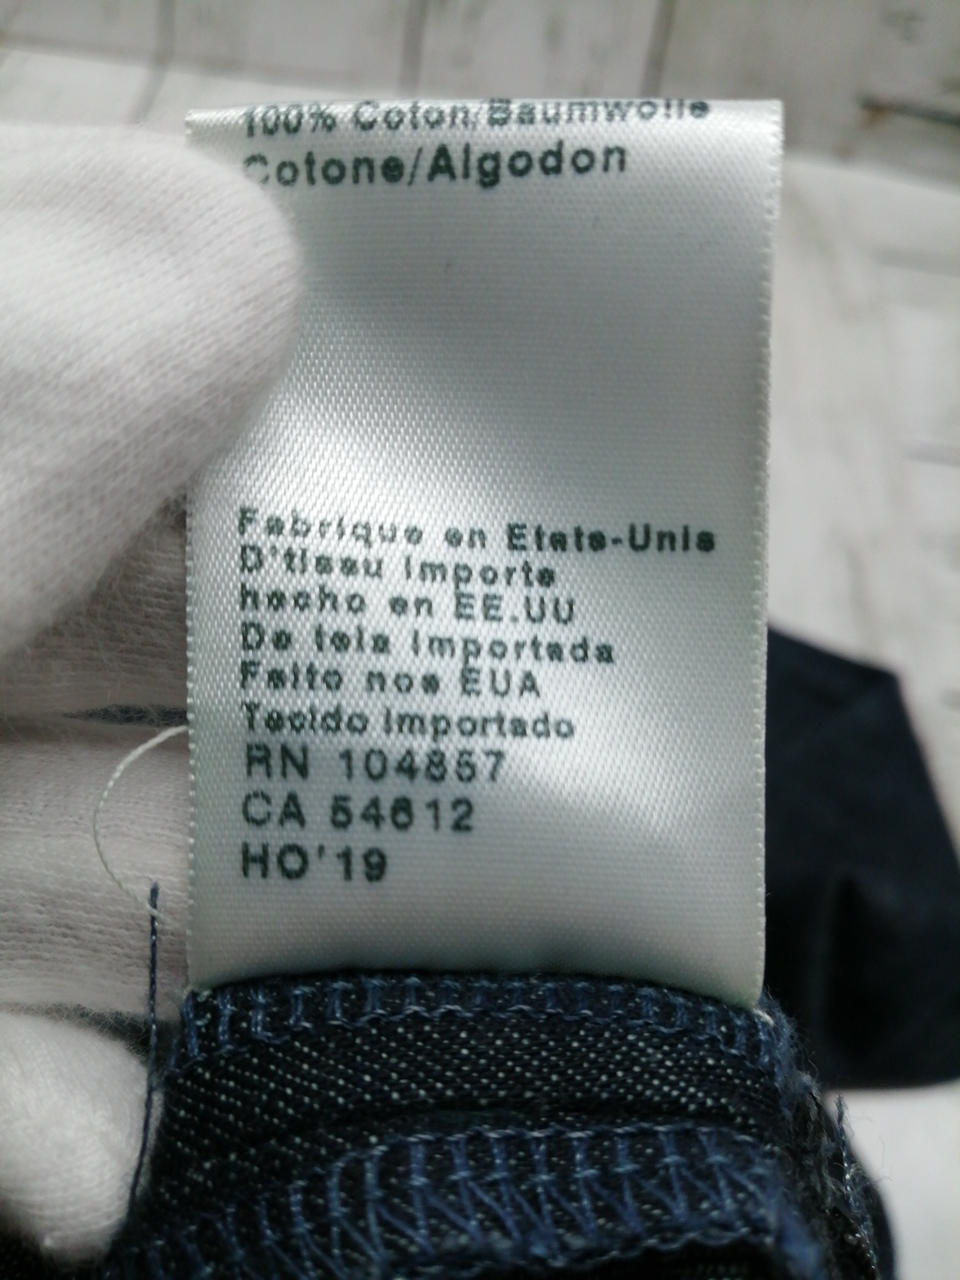 100% Coton/Baumwolle
Cotone/Algodon
Fabrique en Etats-Unis
D'tissu importe
hecho en EE.UU
De tela importada
Feito nos EUA
Tecido importado
RN 104857
CA 54612
HO'19